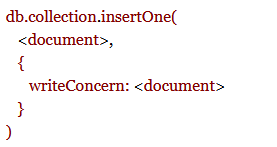 db.collection.insertOne(
   <document>,
   {
      writeConcern: <document>
   }
)